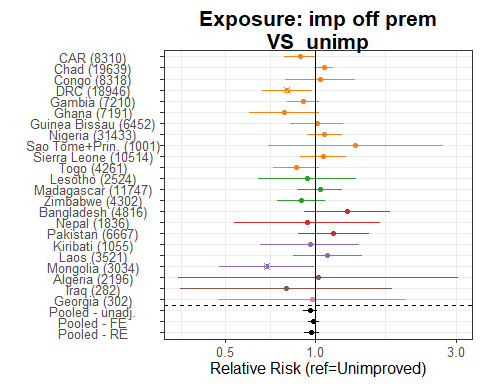 Exposure: imp off prem
VS unimp
CAR (8310)
Chad (19639)
Congo (8318)
DRC (18946)
Gambia (7210)
Ghana (7191)
Guinea Bissau (6452)
Nigeria (31433)
Sao Tome+Prin. (1001)
Sierra Leone (10514)
Togo (4261)
Lesotho (2524)
Madagascar (11747)
Zimbabwe (4302)
Bangladesh (4816)
Nepal (1836)
Pakistan (6667)
Kiribati (1055)
Laos (3521)
Mongolia (3034)
Algeria (2196)
Iraq (282)
Georgia (302)
Pooled - unadj.
Pooled - FE
Pooled - RE
0.5 1.0 3.0
Relative Risk (ref=Unimproved)